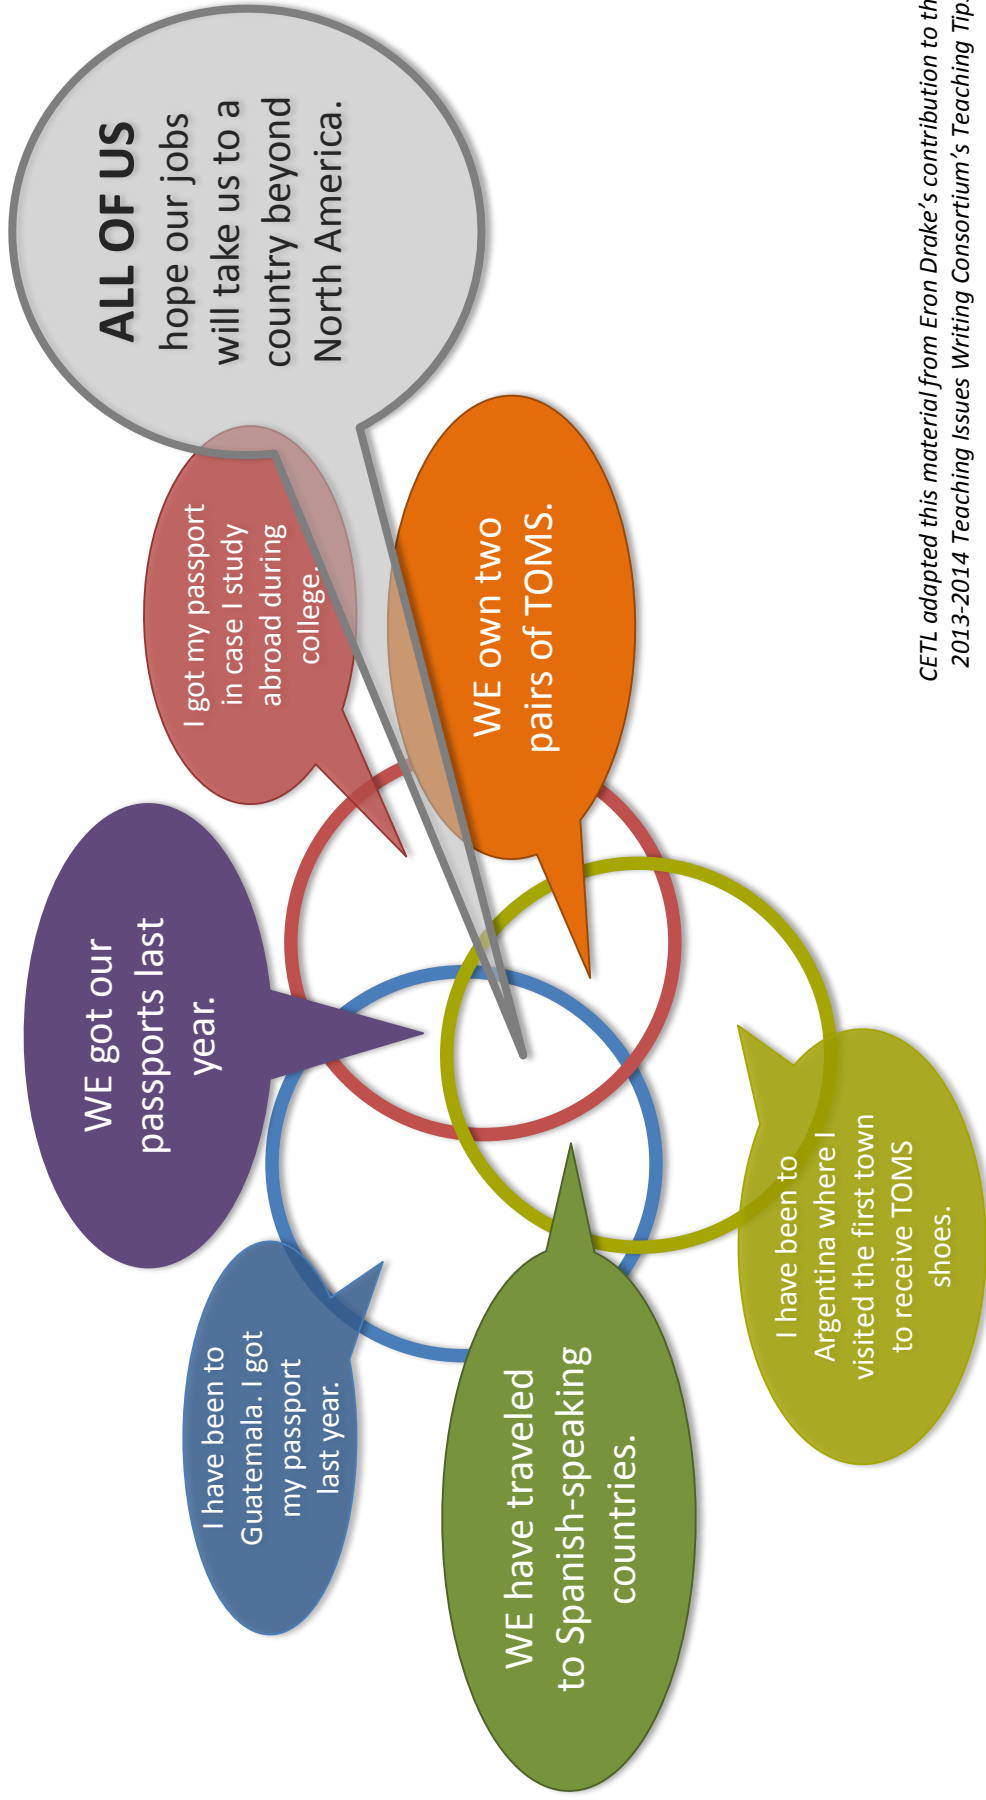 I have been to
Guatemala. I got
my passport
last year.
WE got our
passports last
year.
I got my passport
in case I study
abroad during
college.
ALL OF US
hope our jobs
will take us to a
country beyond
North America.
WE have traveled
to Spanish-speaking
countries.
WE own two
pairs of TOMS.
I have been to
Argentina where I
visited the first town
to receive TOMS
shoes.
CETL adapted this material from Eron Drake's contribution to th
2013-2014 Teaching Issues Writing Consortium's Teaching Tip